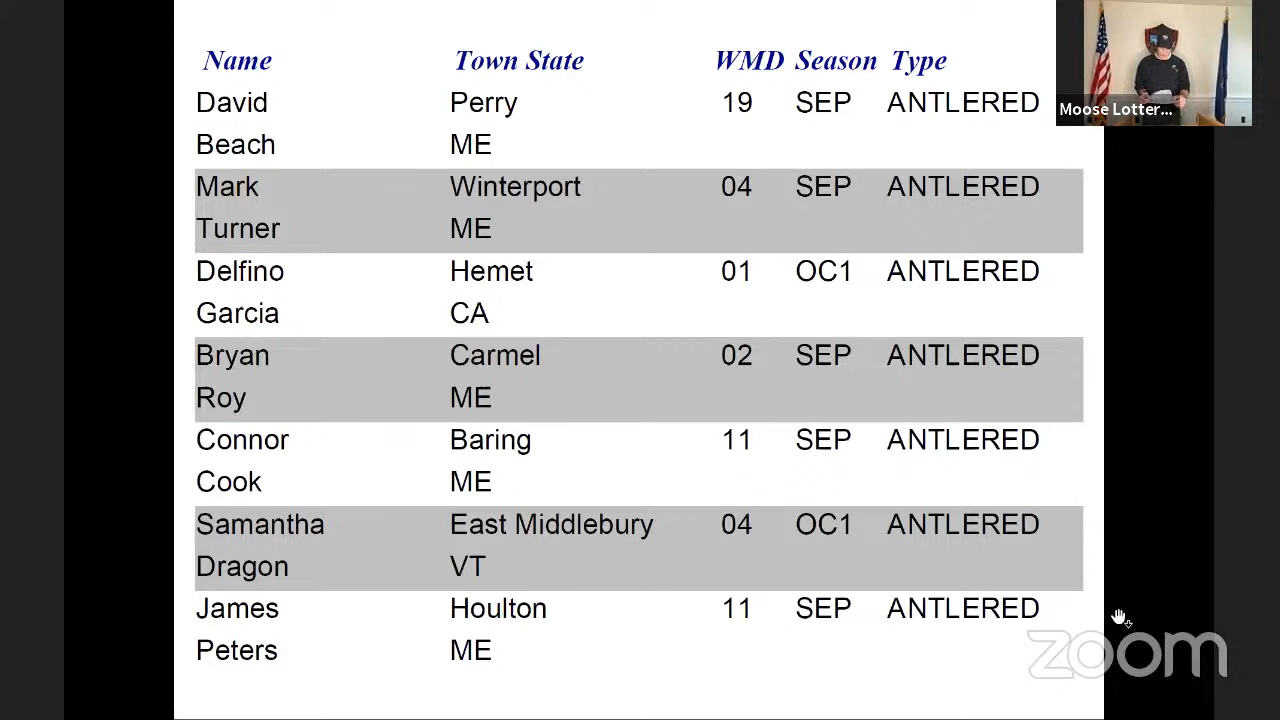 Name Town State WMD Season Type
David Perry 19 SEP ANTLERED
Beach ME
Mark Winterport 04 SEP ANTLERED
Turner ME
Delfino Hemet 01 OC1 ANTLERED
Garcia CA
Bryan Carmel 02 SEP ANTLERED
Roy ME
Connor Baring 11 SEP ANTLERED
Cook ME
Samantha East Middlebury 04 OC1 ANTLERED
Dragon VT
James Houlton 11 SEP ANTLERED
Peters ME
Moose Lotter...
zoom